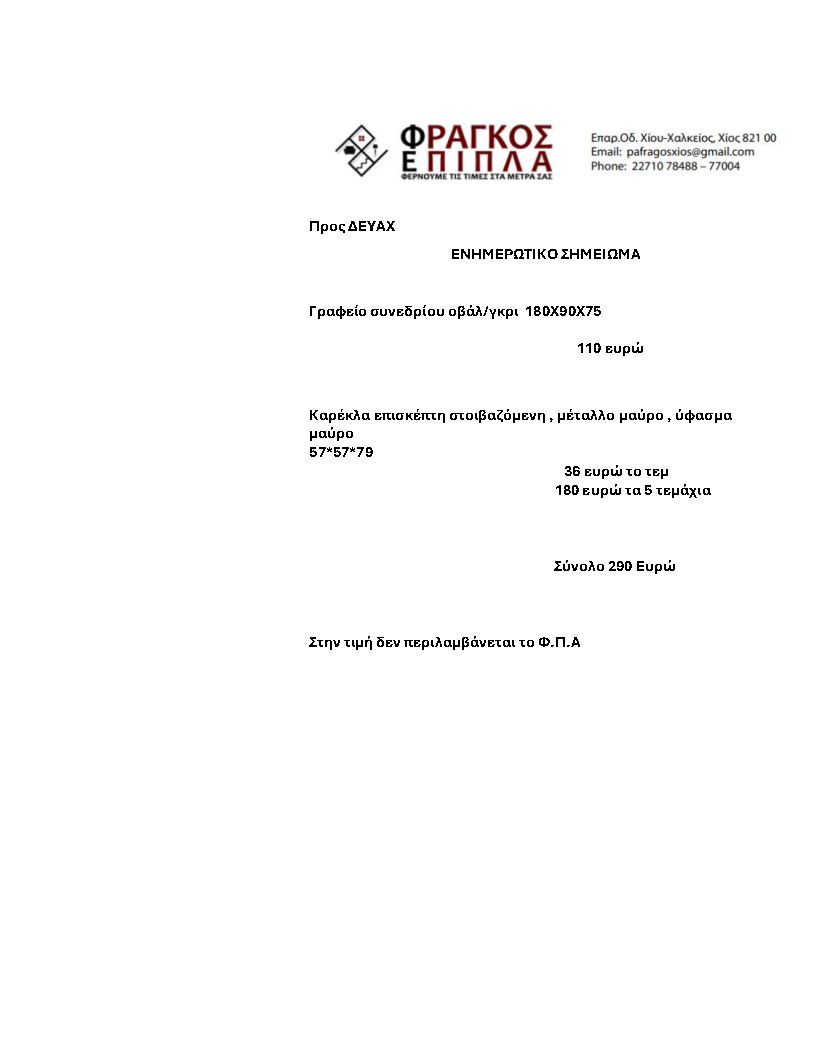 ΦΡΑΓΚΟΣ
ΕΠΙΠΛΑ
ΦΕΡΝΟΥΜΕ ΤΙΣ ΤΙΜΕΣ ΣΤΑ ΜΕΤΡΑ ΣΑΣ
Επαρ.Οδ. Χίου-Χαλκείος, Χίος 821 00
Email: pafragosxios@gmail.com
Phone: 22710 78488 – 77004
Προς ΔΕΥΑΧ
ΕΝΗΜΕΡΩΤΙΚΟ ΣΗΜΕΙΩΜΑ
Γραφείο συνεδρίου οβάλ/γκρι 180Χ90Χ75
110 ευρώ
Καρέκλα επισκέπτη στοιβαζόμενη , μέταλλο μαύρο , ύφασμα
μαύρο
57*57*79
36 ευρώ το τεμ
180 ευρώ τα 5 τεμάχια
Σύνολο 290 Ευρώ
Στην τιμή δεν περιλαμβάνεται το Φ.Π.Α